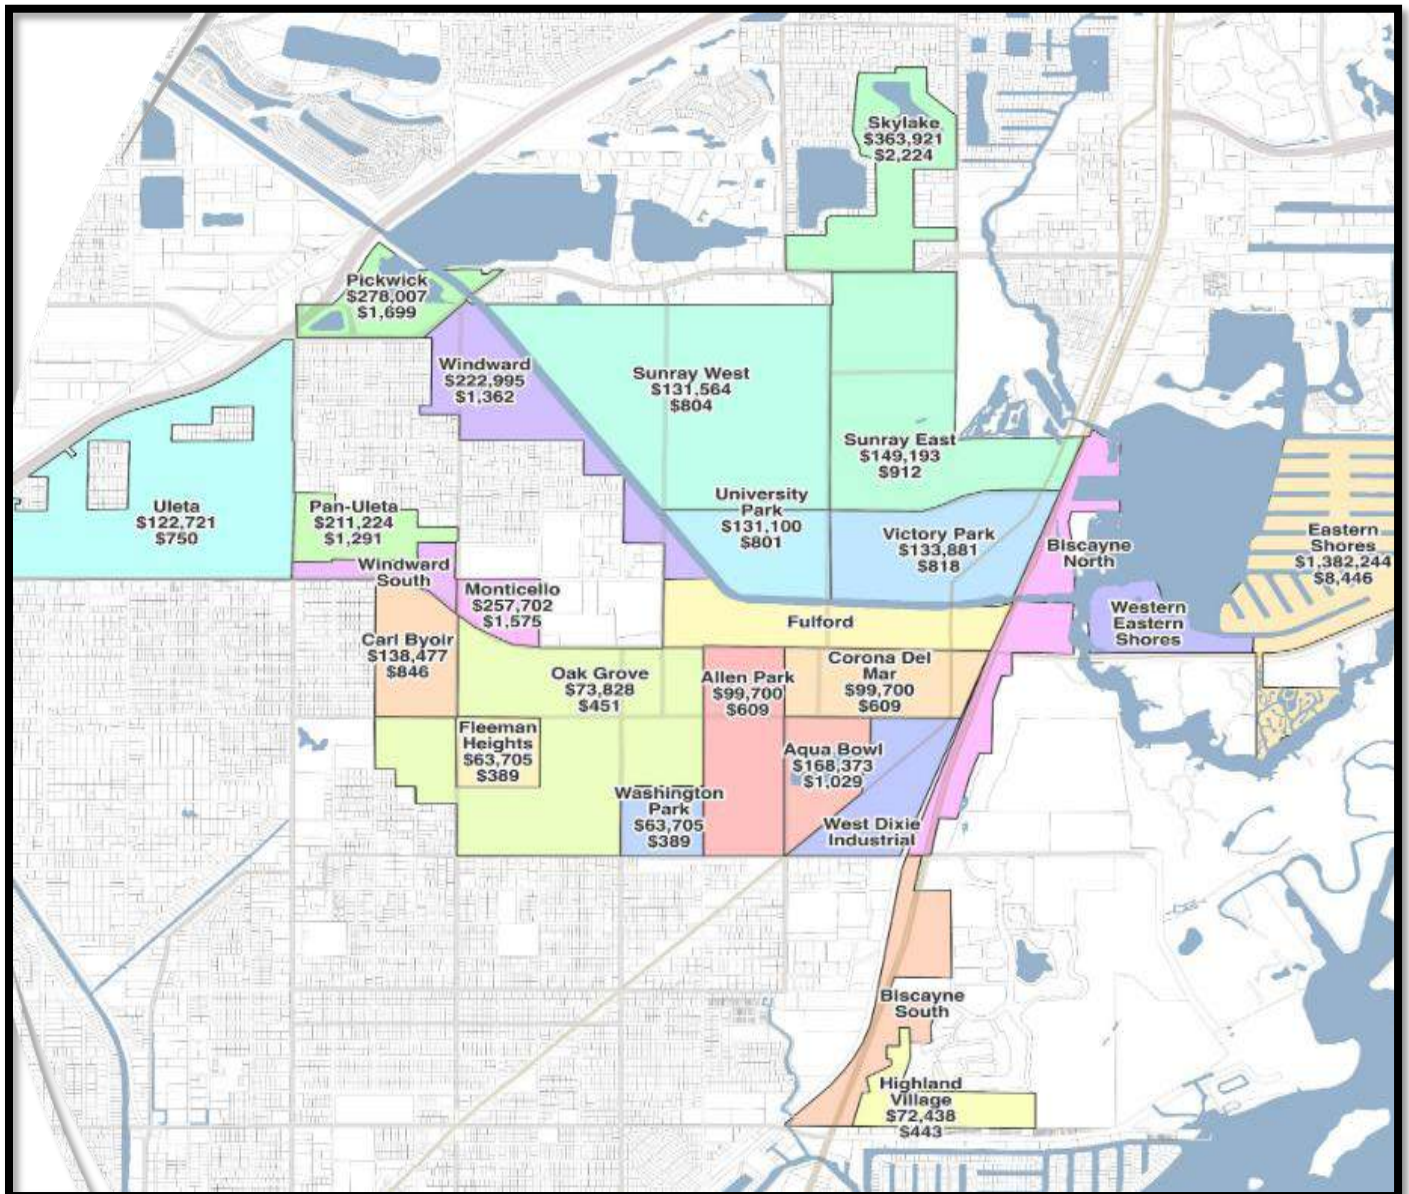 Skylake
$363,921
$2,224
Pickwick
$278,007
$1,699
Windward
$222,995
$1,362
Sunray West
$131,564
$804
Sunray East
$149,193
$912
Uleta
$122,721
$750
Pan-Uleta
$211,224
$1,291
University
Park
$131,100
$801
Victory Park
$133,881
$818
Biscayne
North
Eastern
Shores
$1,382,244
$8,446
Windward
South
Monticello
$257,702
$1,575
Western
Eastern
Shores
Fulford
Carl Byoir
$138,477
$846
Oak Grove
$73,828
$451
Allen Park
$99,700
$609
Corona Del
Mar
$99,700
$609
Fleeman
Heights
$63,705
$389
Aqua Bowl
$168,373
$1,029
Washington
Park
$63,705
$389
West Dixie
Industrial
Biscayne
South
Highland
Village
$72,438
$443